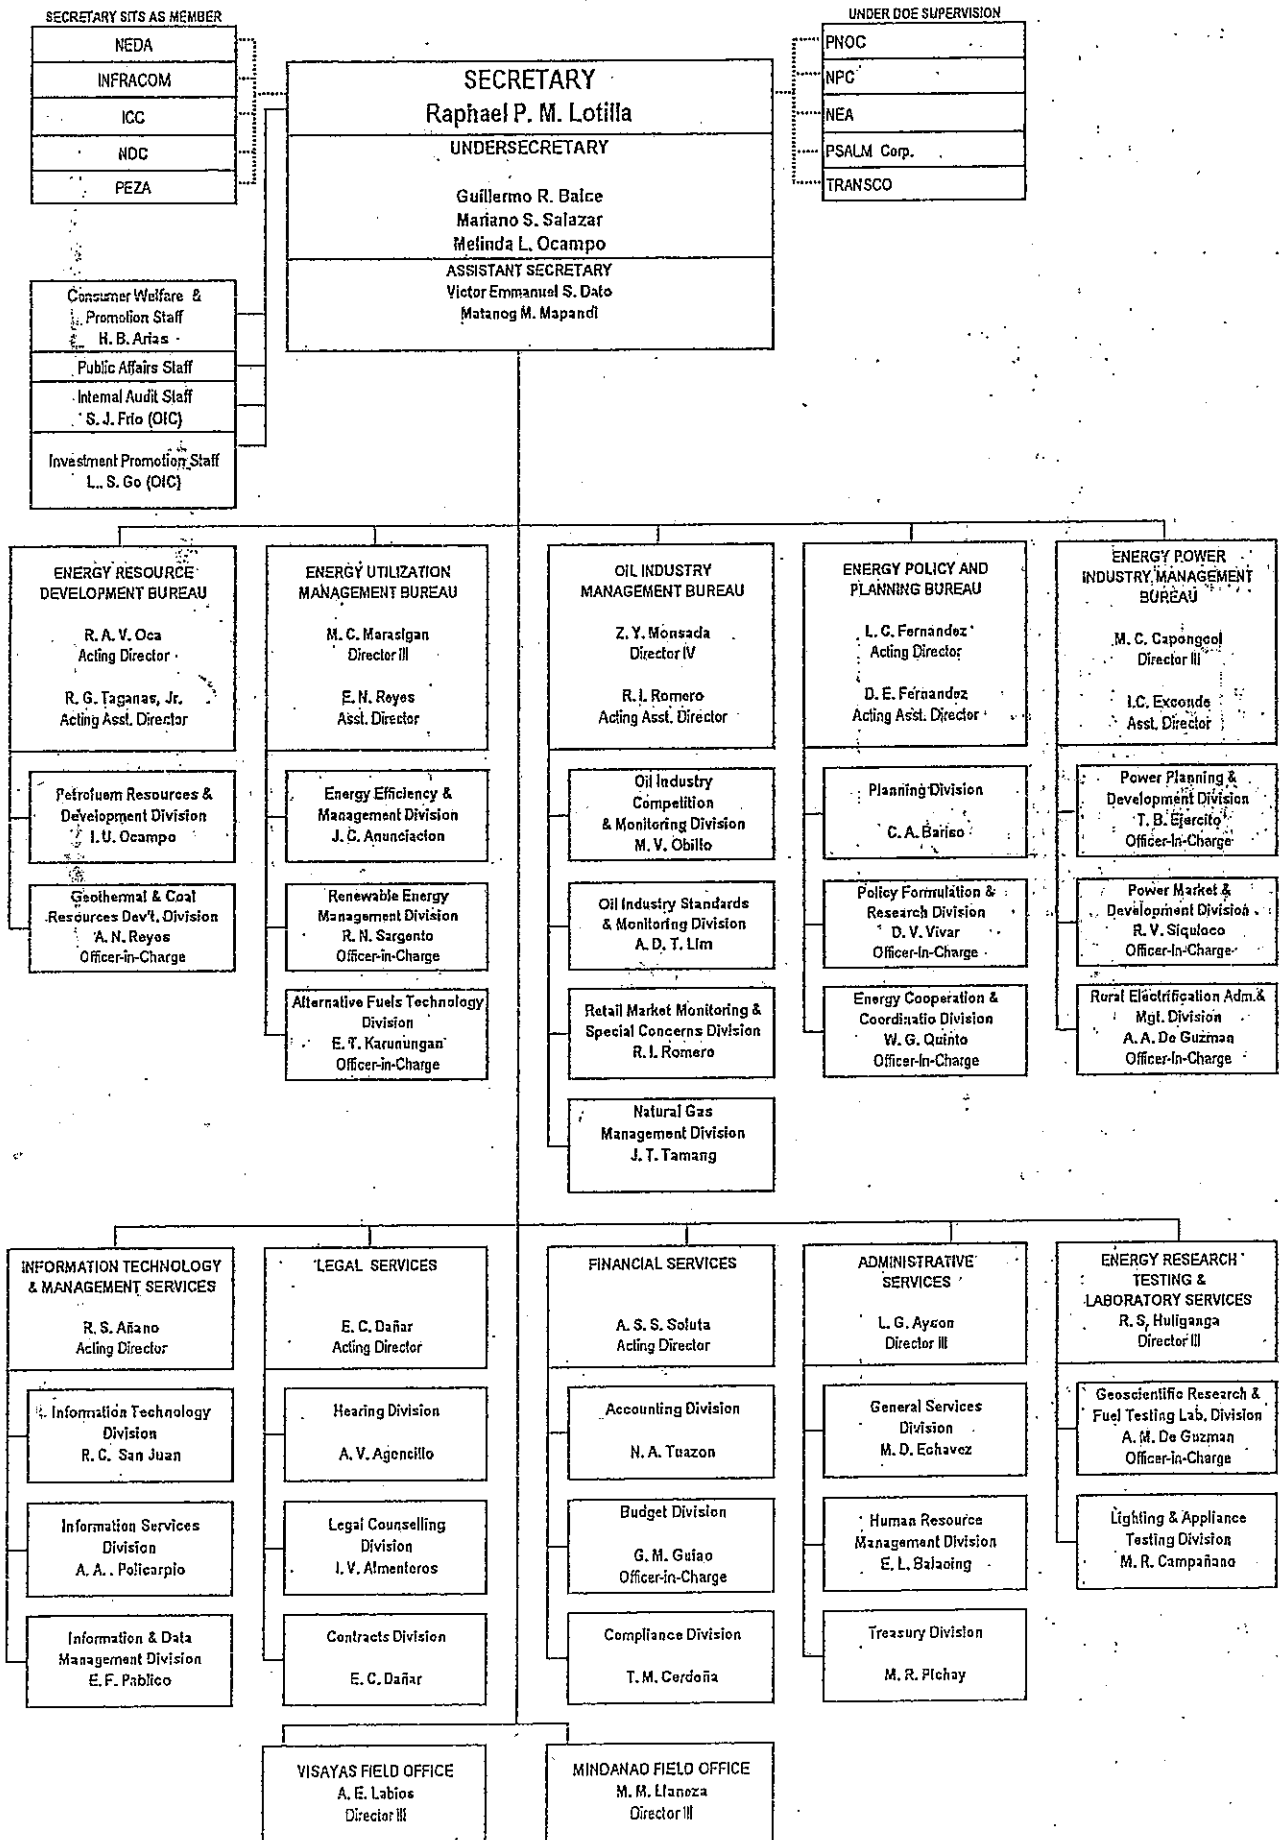 SECRETARY SITS AS MEMBER
NEDA
INFRACOM
ICC
NDC
PEZA
UNDER DOE SUPERVISION
PNOC
NPC
NEA
PSALM Corp.
TRANSCO
SECRETARY
Raphael P. M. Lotilla
UNDERSECRETARY
Guillermo R. Balce
Mariano S. Salazar
Melinda L. Ocampo
ASSISTANT SECRETARY
Victor Emmanuel S. Dato
Matanog M. Mapandi
Consumer Welfare &
Promotion Staff
H. B. Arias
Public Affairs Staff
Internal Audit Staff
S. J. Frio (OIC)
Investment Promotion Staff
L. S. Go (OIC)
ENERGY RESOURCE
DEVELOPMENT BUREAU
R. A. V. Oca
Acting Director
R. G. Taganas, Jr.
Acting Asst. Director
Petroluem Resources &
Development Division
I. U. Ocampo
Geothermal & Coal
Resources Dev't. Division
A. N. Reyes
Officer-in-Charge
ENERGY UTILIZATION
MANAGEMENT BUREAU
M. C. Marasigan
Director III
E. N. Reyes
Asst. Director
Energy Efficiency &
Management Division
J. C. Anunciacion
Renewable Energy
Management Division
R. N. Sargento
Officer-in-Charge
Alternative Fuels Technology
Division
E. T. Karunungan
Officer-in-Charge
OIL INDUSTRY
MANAGEMENT BUREAU
Z. Y. Monsada
Director IV
R. I. Romero
Acting Asst. Director
Oil Industry
Competition
& Monitoring Division
M. V. Obillo
Oil Industry Standards
& Monitoring Division
A. D. T. Lim
Retail Market Monitoring &
Special Concerns Division
R. I. Romero
Natural Gas
Management Division
J. T. Tamang
ENERGY POLICY AND
PLANNING BUREAU
L. C. Fernandez
Acting Director
D. E. Fernandez
Acting Asst. Director
Planning Division
C. A. Bariso
Policy Formulation &
Research Division
D. V. Vivar
Officer-in-Charge
Energy Cooperation &
Coordinatio Division
W. G. Quinto
Officer-In-Charge
ENERGY POWER
INDUSTRY MANAGEMENT
BUREAU
M. C. Capongcol
Director III
I.C. Exconde
Asst. Director
Power Planning &
Development Division
T. B. Ejercito
Officer-In-Charge
Power Market &
Development Division
R. V. Siquioco
Officer-in-Charge
Rural Electrification Adm.&
Mgt. Division
A. A. De Guzman
Officer-In-Charge
INFORMATION TECHNOLOGY
& MANAGEMENT SERVICES
R. S. Añano
Acting Director
Information Technology
Division
R. C. San Juan
Information Services
Division
A. A. . Policarpio
Information & Data
Management Division
E. F. Pablico
LEGAL SERVICES
E. C. Dañar
Acting Director
Hearing Division
A. V. Agoncillo
Legal Counselling
Division
I. V. Almenteros
Contracts Division
E. C. Dañar
FINANCIAL SERVICES
A. S. S. Soluta
Acting Director
Accounting Division
N. A. Tuazon
Budget Division
G. M. Guiao
Officer-in-Charge
Compliance Division
T. M. Cerdoña
ADMINISTRATIVE
SERVICES
L. G. Ayson
Director III
General Services
Division
M. D. Echavez
Human Resource
Management Division
E. L. Balaoing
Treasury Division
M. R. Pichay
ENERGY RESEARCH
TESTING &
LABORATORY SERVICES
R. S, Huliganga
Director III
Geoscientific Research &
Fuel Testing Lab. Division
A. M. De Guzman
Officer-in-Charge
Lighting & Appliance
Testing Division
M. R. Campañano
VISAYAS FIELD OFFICE
A. E. Labios
Director III
MINDANAO FIELD OFFICE
M. M. Llaneza
Director III